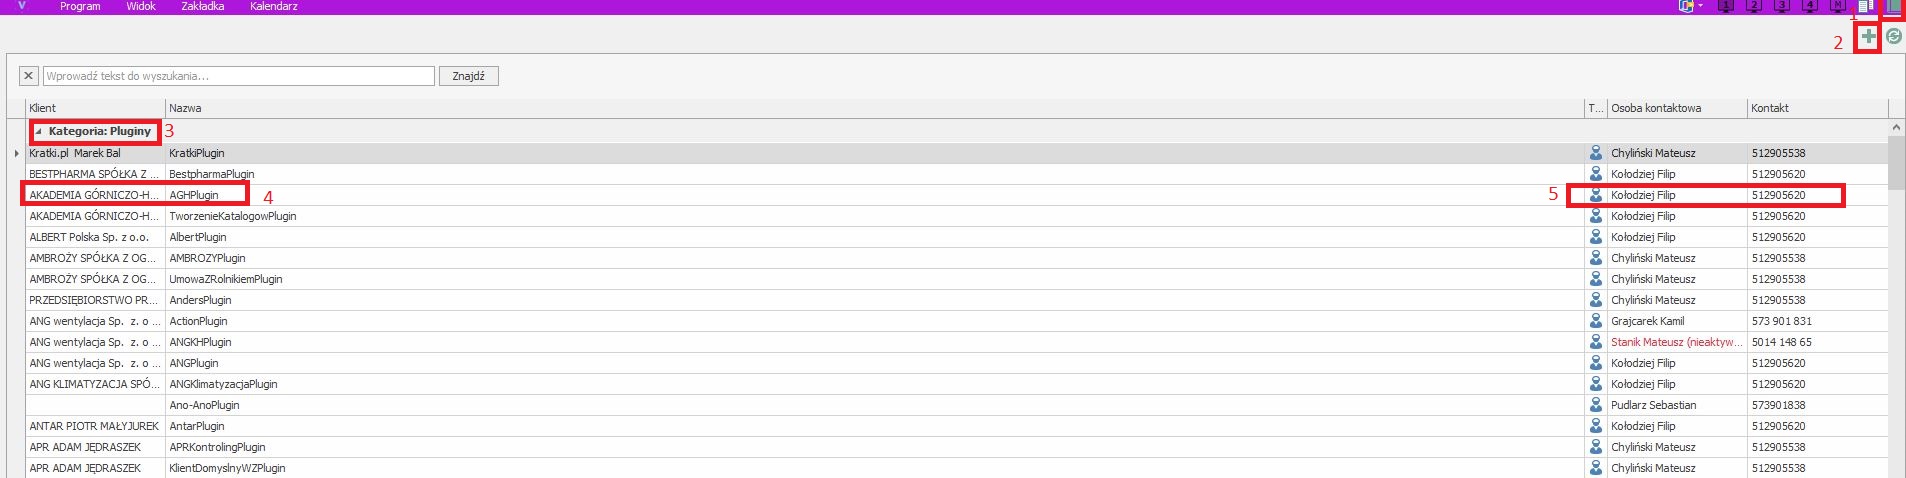 V Program Widok Zakładka Kalendarz 1 2 3 4 M 1
2
Wprowadź tekst do wyszukania... Znajdź
Klient Nazwa T... Osoba kontaktowa Kontakt
Kategoria: Pluginy 3
Kratki.pl Marek Bal KratkiPlugin Chyliński Mateusz 512905538
BESTPHARMA SPÓŁKA Z ... BestpharmaPlugin Kołodziej Filip 512905620
AKADEMIA GÓRNICZO-H... AGHPlugin 4 5 Kołodziej Filip 512905620
AKADEMIA GÓRNICZO-H... TworzenieKatalogowPlugin Kołodziej Filip 512905620
ALBERT Polska Sp. z o.o. AlbertPlugin Kołodziej Filip 512905620
AMBROŻY SPÓŁKA Z OG... AMBROZYPlugin Chyliński Mateusz 512905538
AMBROŻY SPÓŁKA Z OG... UmowaZRolnikiemPlugin Chyliński Mateusz 512905538
PRZEDSIĘBIORSTWO PR... AndersPlugin Chyliński Mateusz 512905538
ANG wentylacja Sp. z. o ... ActionPlugin Grajcarek Kamil 573 901 831
ANG wentylacja Sp. z. o ... ANGKHPlugin Stanik Mateusz (nieaktyw... 5014 148 65
ANG wentylacja Sp. z. o ... ANGPlugin Kołodziej Filip 512905620
ANG KLIMATYZACJA SPÓ... ANGKlimatyzacjaPlugin Kołodziej Filip 512905620
Ano-AnoPlugin Pudlarz Sebastian 573901838
ANTAR PIOTR MAŁYJUREK AntarPlugin Kołodziej Filip 512905620
APR ADAM JĘDRASZEK APRKontrolingPlugin Chyliński Mateusz 512905538
APR ADAM JĘDRASZEK KlientDomyslnyWZPlugin Chyliński Mateusz 512905538